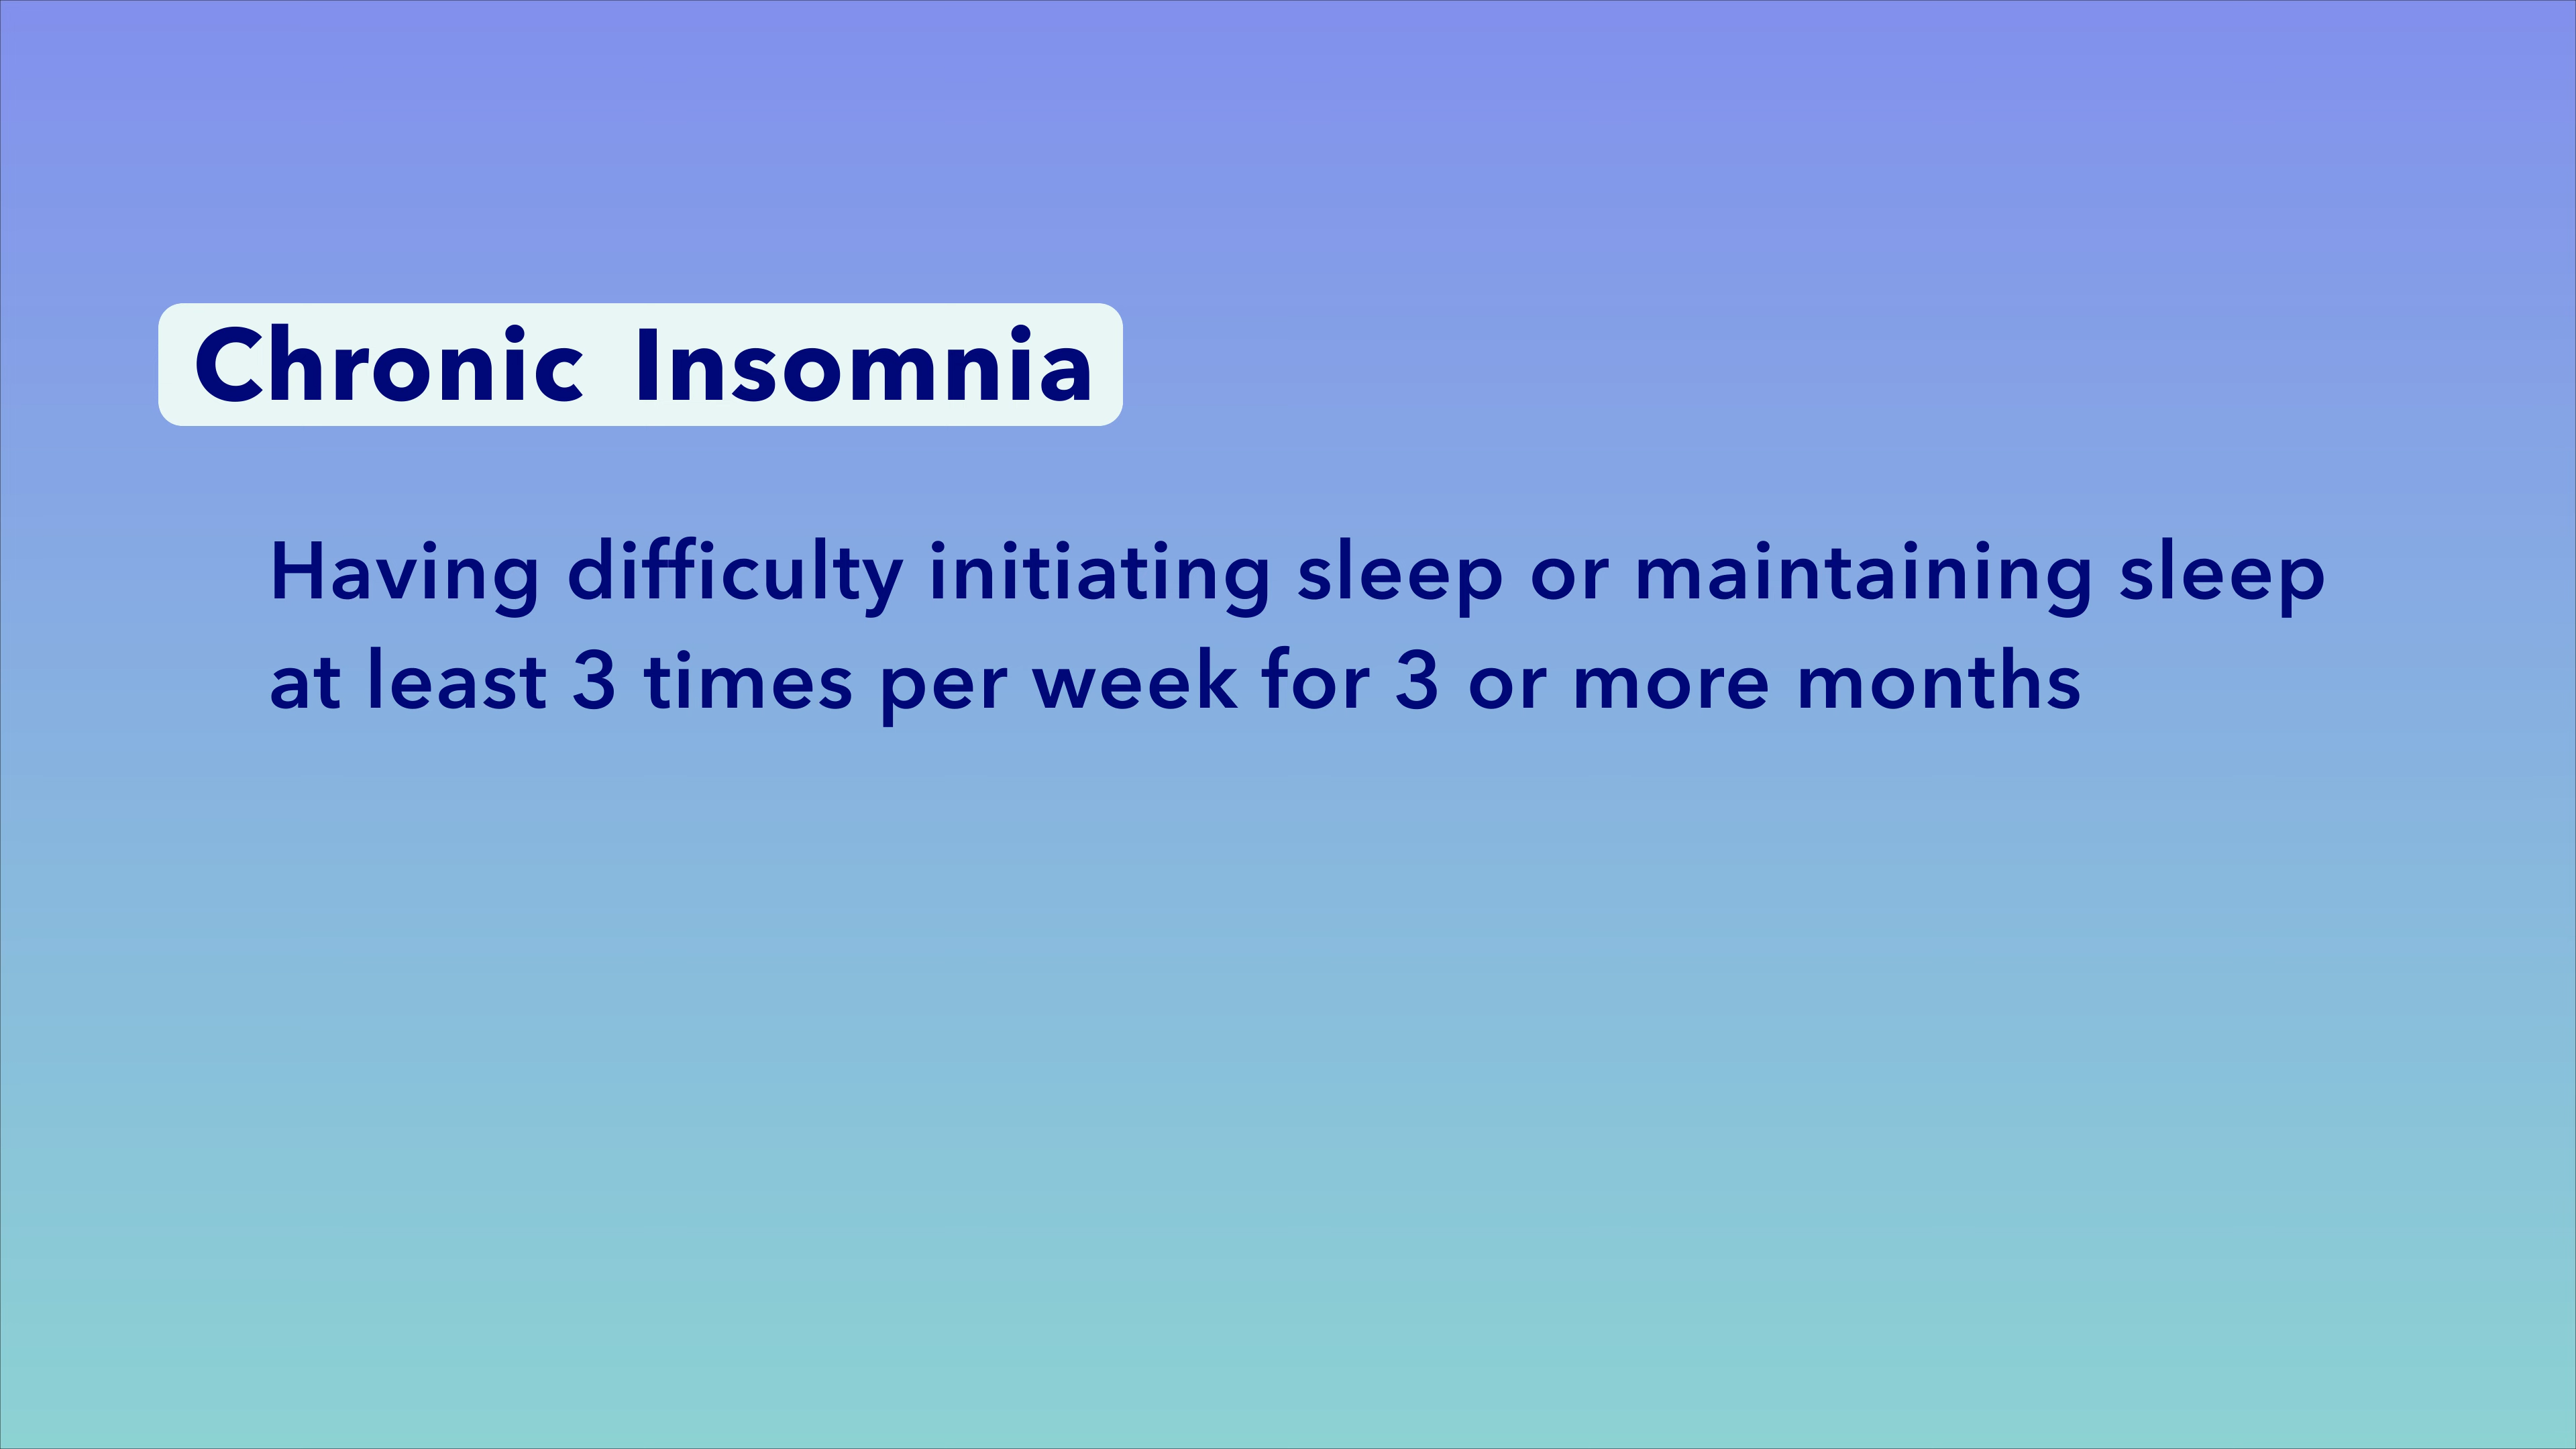 Chronic Insomnia
Having difficulty initiating sleep or maintaining sleep
at least 3 times per week for 3 or more months